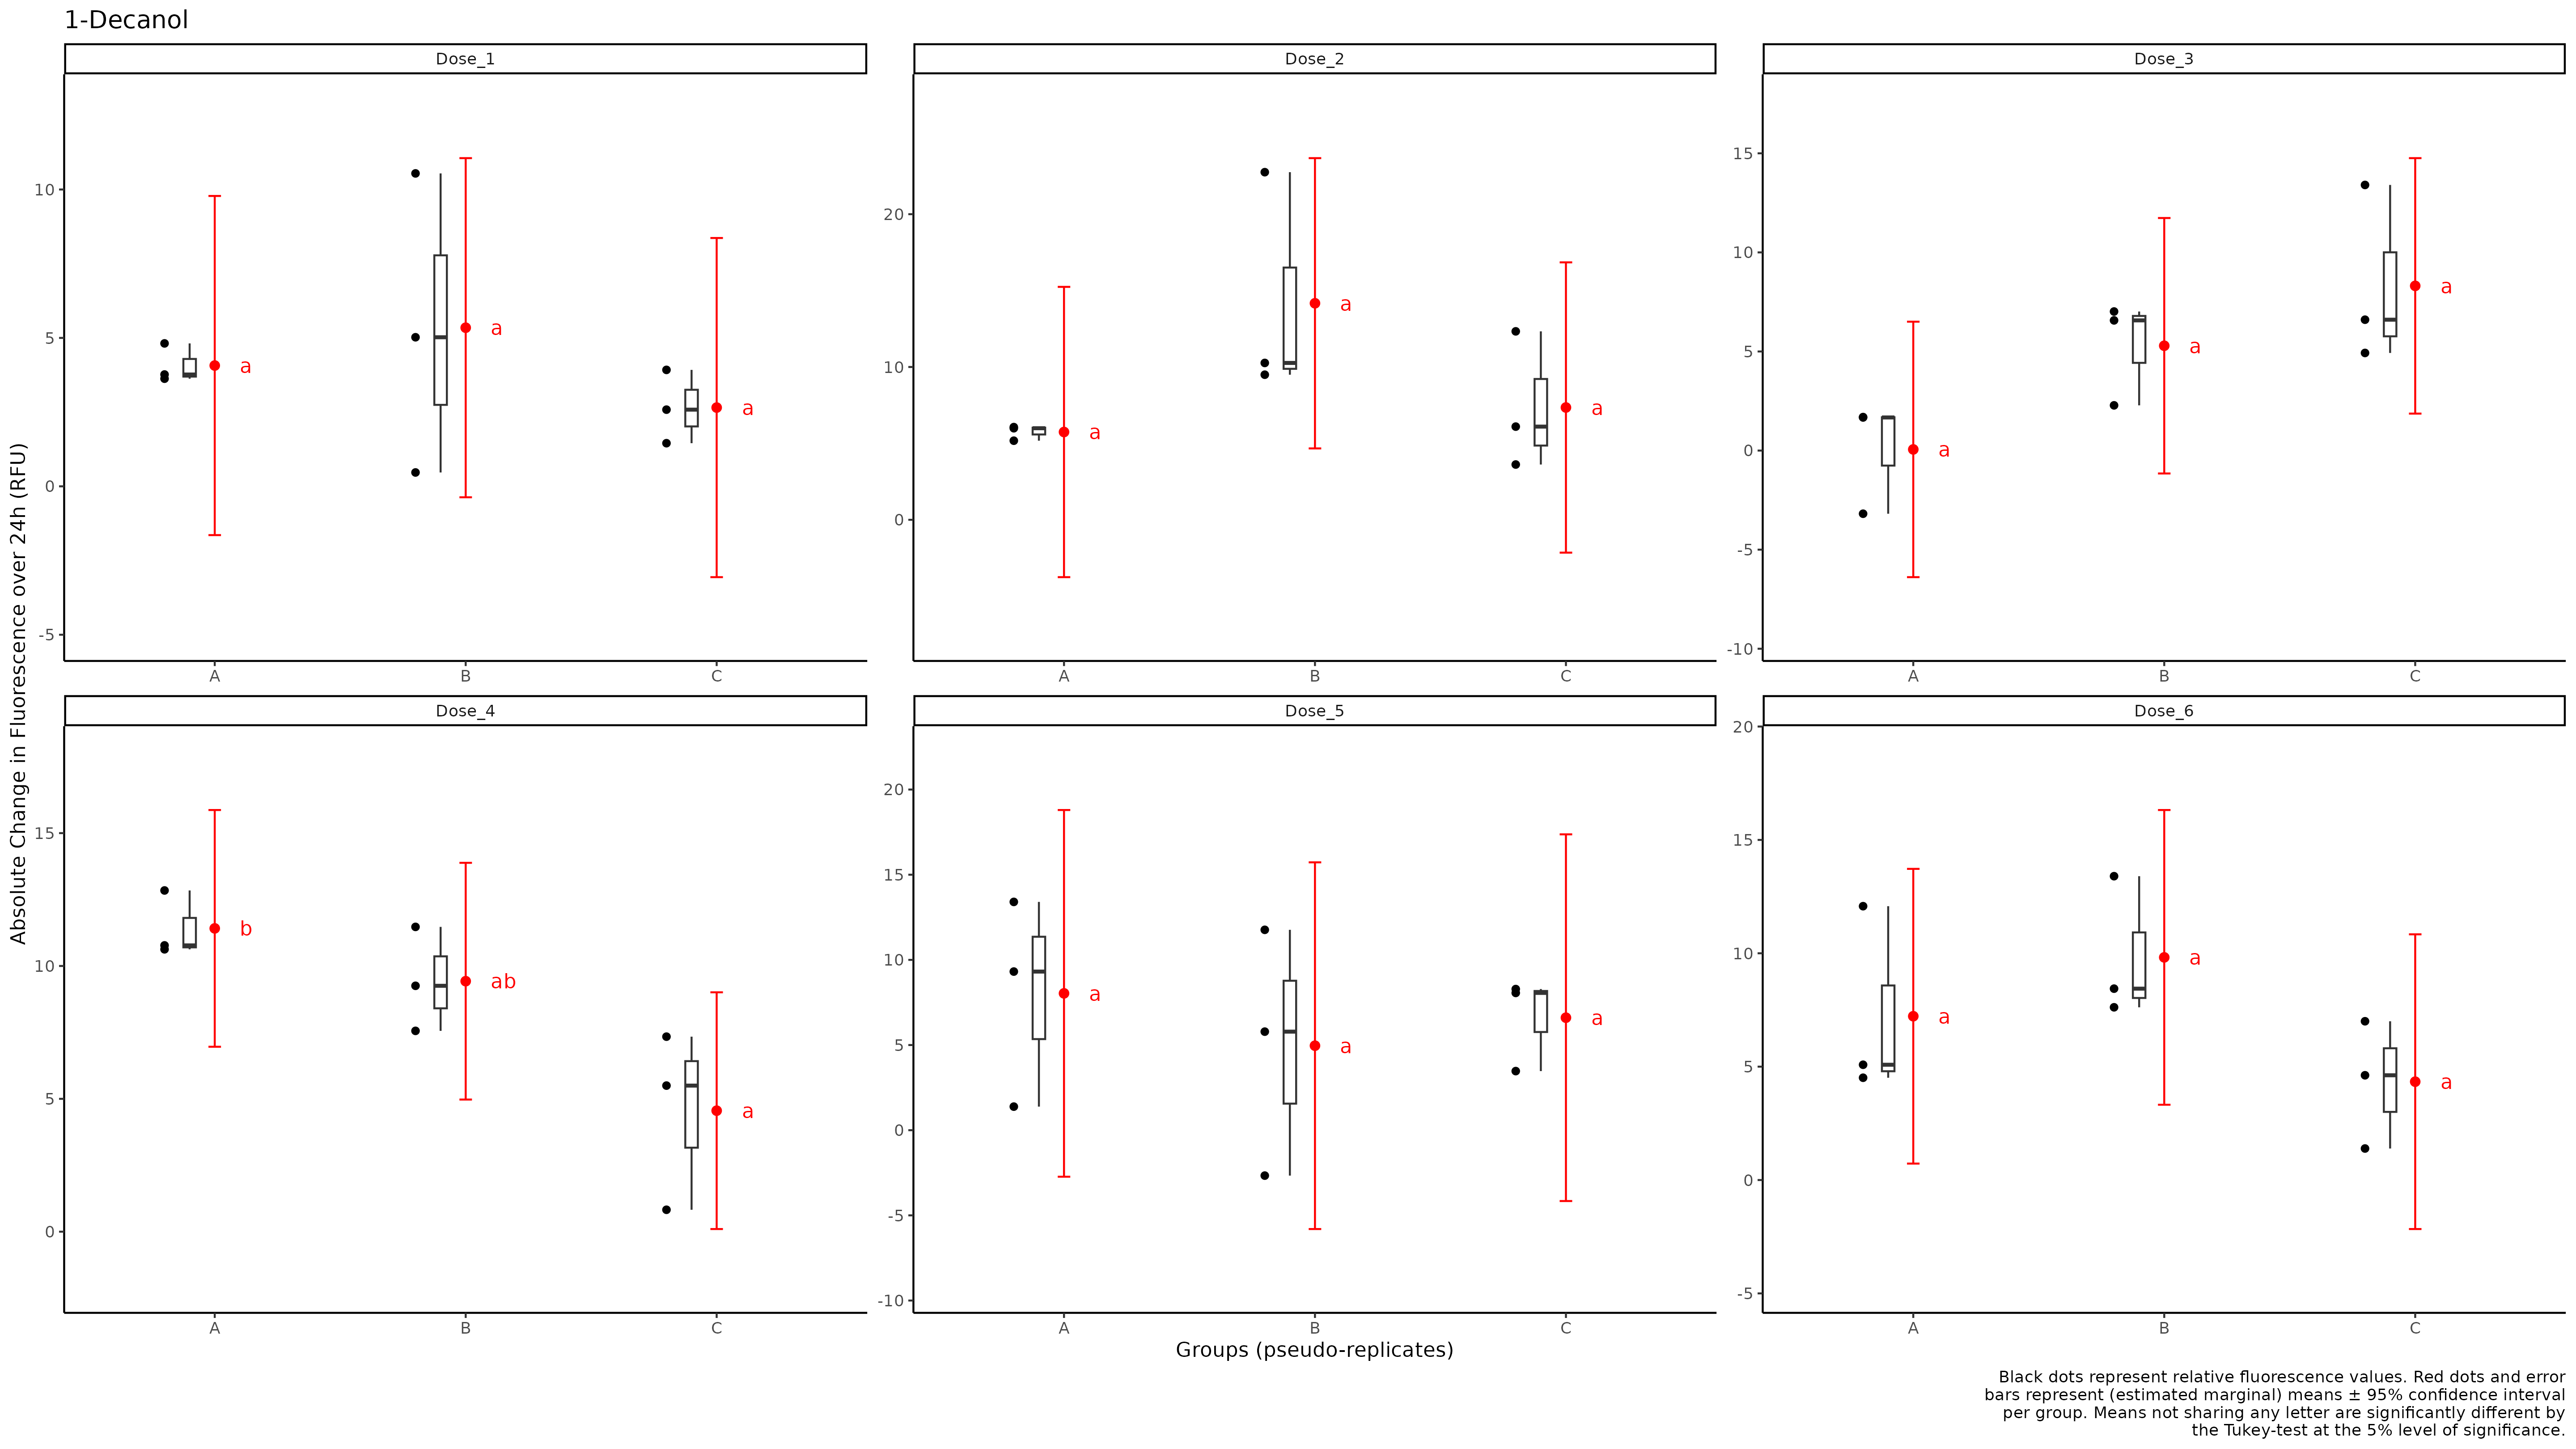 1-Decanol
Absolute Change in Fluorescence over 24h (RFU)
Dose_1
10
5
0
-5
a
a
a
A
B
C
Dose_2
20
10
0
a
a
a
A
B
C
Dose_3
15
10
5
0
-5
-10
a
a
a
A
B
C
Dose_4
15
10
5
0
b
ab
a
A
B
C
Dose_5
20
15
10
5
0
-5
-10
a
a
a
A
B
C
Dose_6
20
15
10
5
0
-5
a
a
a
A
B
C
Groups (pseudo-replicates)
Black dots represent relative fluorescence values. Red dots and error
bars represent (estimated marginal) means ± 95% confidence interval
per group. Means not sharing any letter are significantly different by
the Tukey-test at the 5% level of significance.